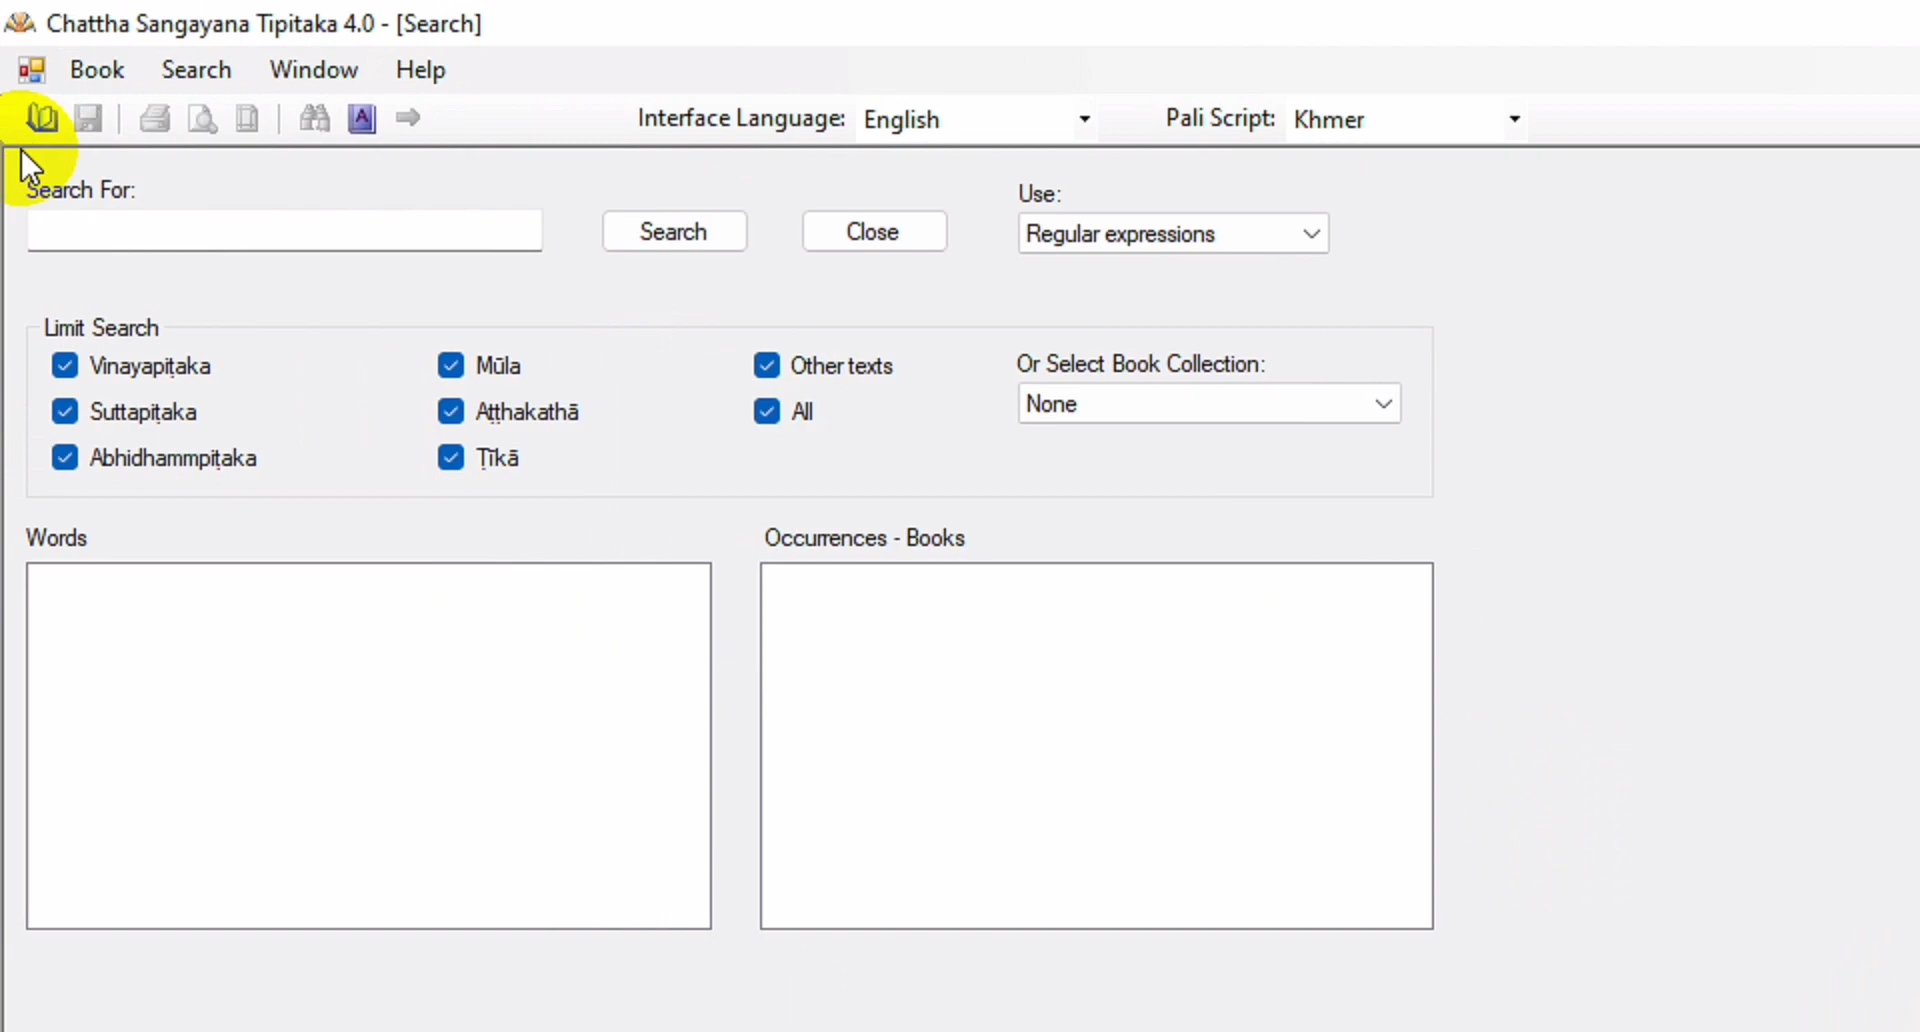 Chattha Sangayana Tipitaka 4.0 - [Search]
Book Search Window Help
A Interface Language: English Pali Script: Khmer
Search For:
Use:
Search Close Regular expressions
Limit Search
Vinayapiṭaka Mūla Other texts Or Select Book Collection:
Suttapiṭaka Aṭṭhakathā All None
Abhidhammpiṭaka Ṭīkā
Words Occurrences - Books